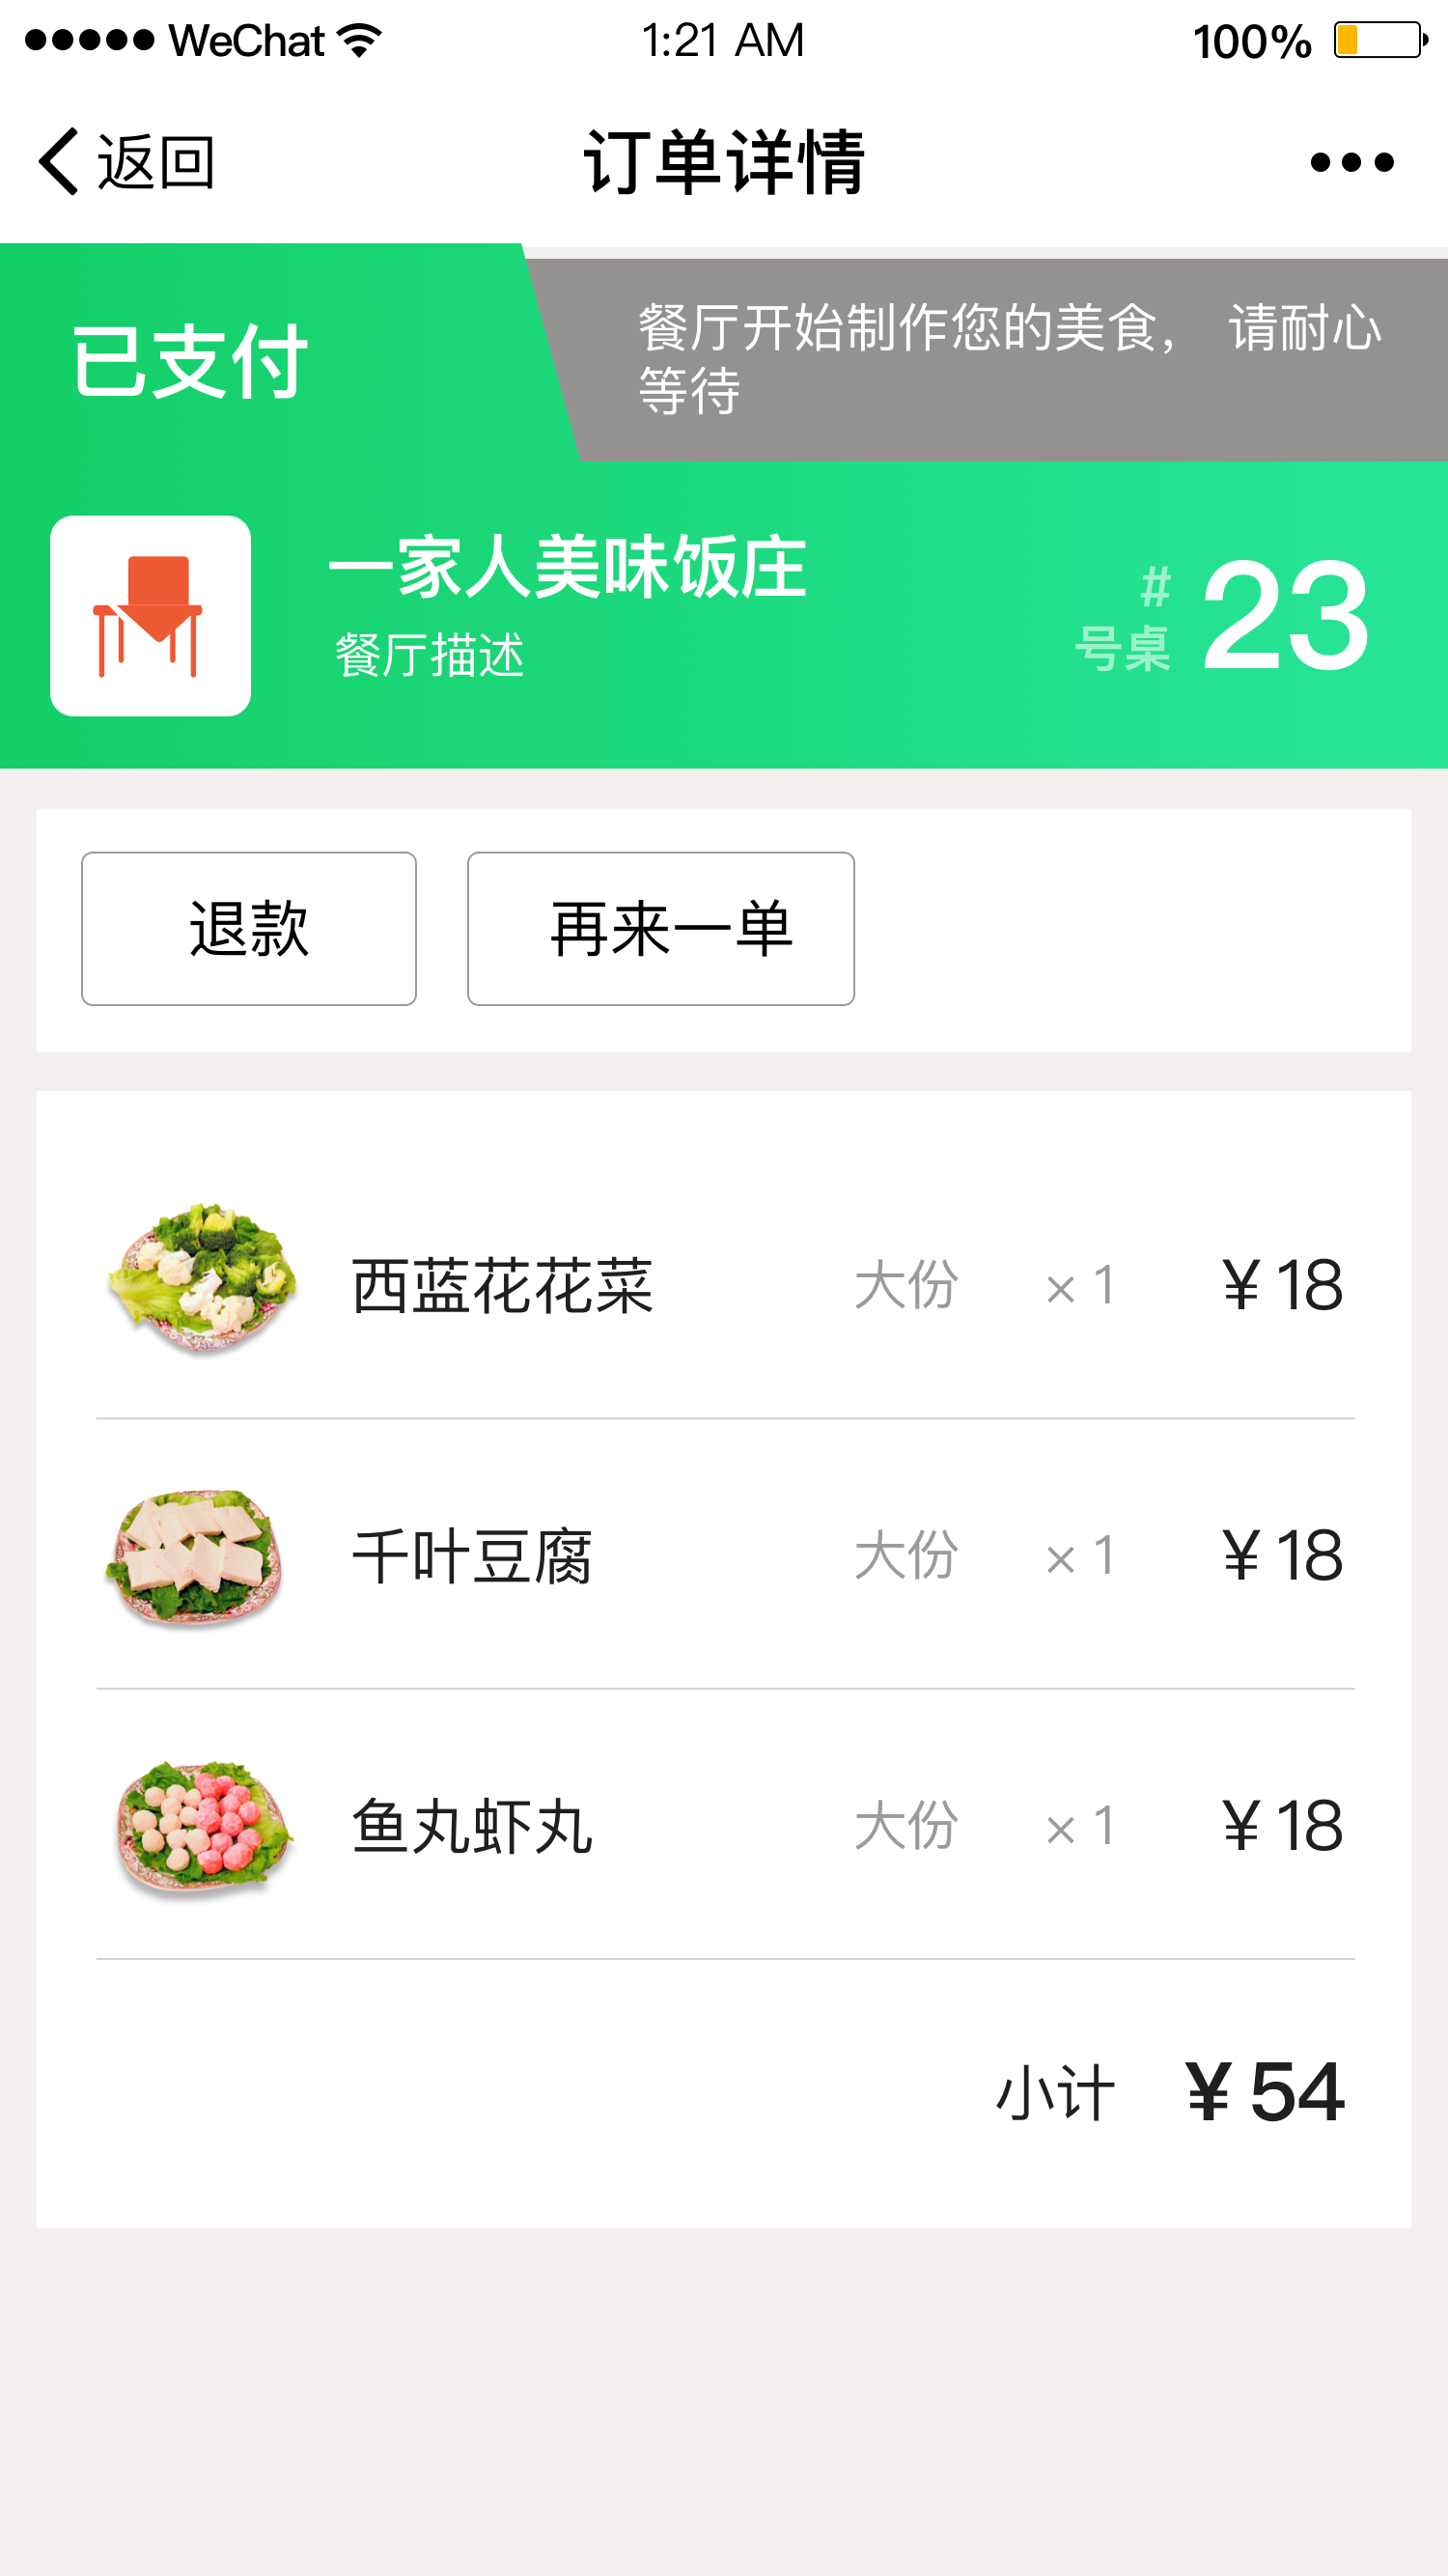 WeChat 1:21 AM 100%
返回 订单详情
已支付
餐厅开始制作您的美食， 请耐心
等待
一家人美味饭庄
餐厅描述
#
号桌 23
退款 再来一单
西蓝花花菜 大份 × 1 ¥ 18
千叶豆腐 大份 × 1 ¥ 18
鱼丸虾丸 大份 × 1 ¥ 18
小计 ¥ 54